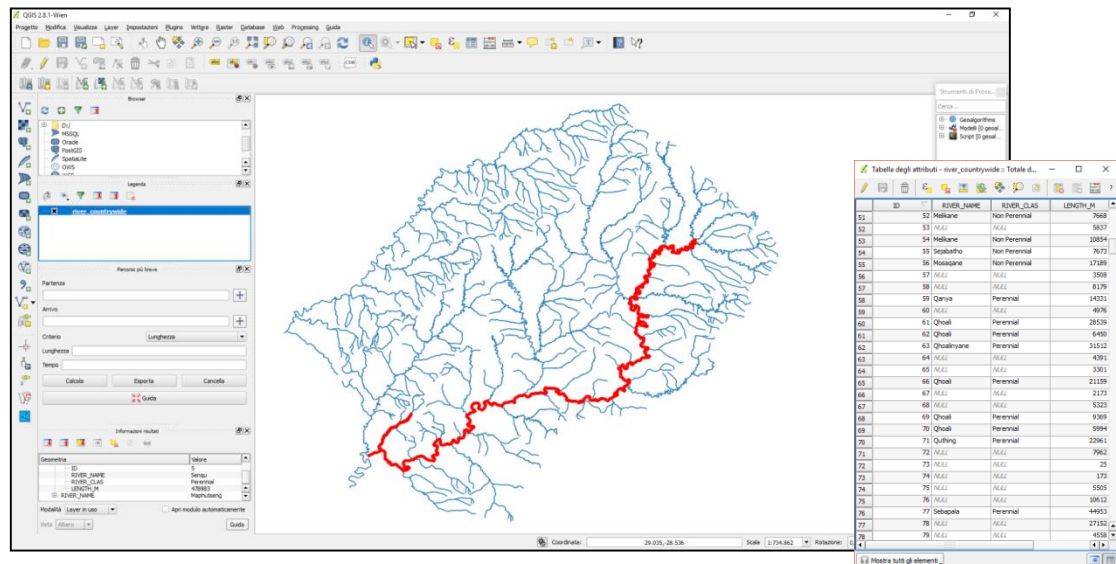 QGIS 2.8.1-Wien
Progetto Modifica Visualizza Layer Impostazioni Plugins Vettore Raster Database Web Processing Guida
Browser
D:/
MSSQL
Oracle
PostGIS
SpatiaLite
OWS
Legenda
river_countrywide
Percorso più breve
Partenza
Arrivo
Criterio Lunghezza
Lunghezza
Tempo
Calcola Esporta Cancella
Guida
Informazioni risultati
Geometria Valore
ID 5
RIVER_NAME Senqu
RIVER_CLAS Perennial
LENGTH_M 478983
RIVER_NAME Maphutseng
Modalità Layer in uso Apri modulo automaticamente
Vista Albero Guida
Coordinate: 29.035,-28.536 Scala 1:734.862 Rotazione: 0,
Strumenti di Proce...
Cerca...
Geoalgorithms
Modelli [0 geoal...
Script [0 geoal...
Tabella degli attributi - river_countrywide :: Totale d...
ID RIVER_NAME RIVER_CLAS LENGTH_M
51 52 Melikane Non Perennial 7668
52 53 NULL NULL 5837
53 54 Melikane Non Perennial 10854
54 55 Sejabatho Non Perennial 7673
55 56 Mosaqane Non Perennial 17189
56 57 NULL NULL 3508
57 58 NULL NULL 8179
58 59 Qanya Perennial 14331
59 60 NULL NULL 4976
60 61 Qhoali Perennial 28539
61 62 Qhoali Perennial 6450
62 63 Qhoalinyane Perennial 31512
63 64 NULL NULL 4391
64 65 NULL NULL 3301
65 66 Qhoali Perennial 21159
66 67 NULL NULL 2173
67 68 NULL NULL 5323
68 69 Qhoali Perennial 9369
69 70 Qhoali Perennial 5994
70 71 Quthing Perennial 22961
71 72 NULL NULL 7962
72 73 NULL NULL 25
73 74 NULL NULL 173
74 75 NULL NULL 5505
75 76 NULL NULL 10612
76 77 Sebapala Perennial 44953
77 78 NULL NULL 27152
78 79 NULL NULL 4558
Mostra tutti gli elementi